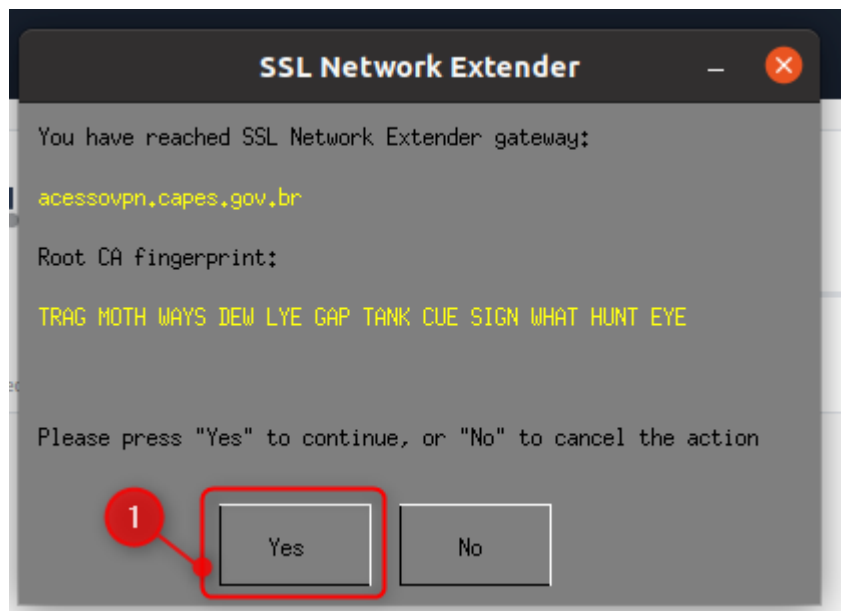 SSL Network Extender
You have reached SSL Network Extender gateway:
acessovpn.capes.gov.br
Root CA fingerprint:
TRAG MOTH WAYS DEW LYE GAP TANK CUE SIGN WHAT HUNT EYE
Please press "Yes" to continue, or "No" to cancel the action
1
Yes
No